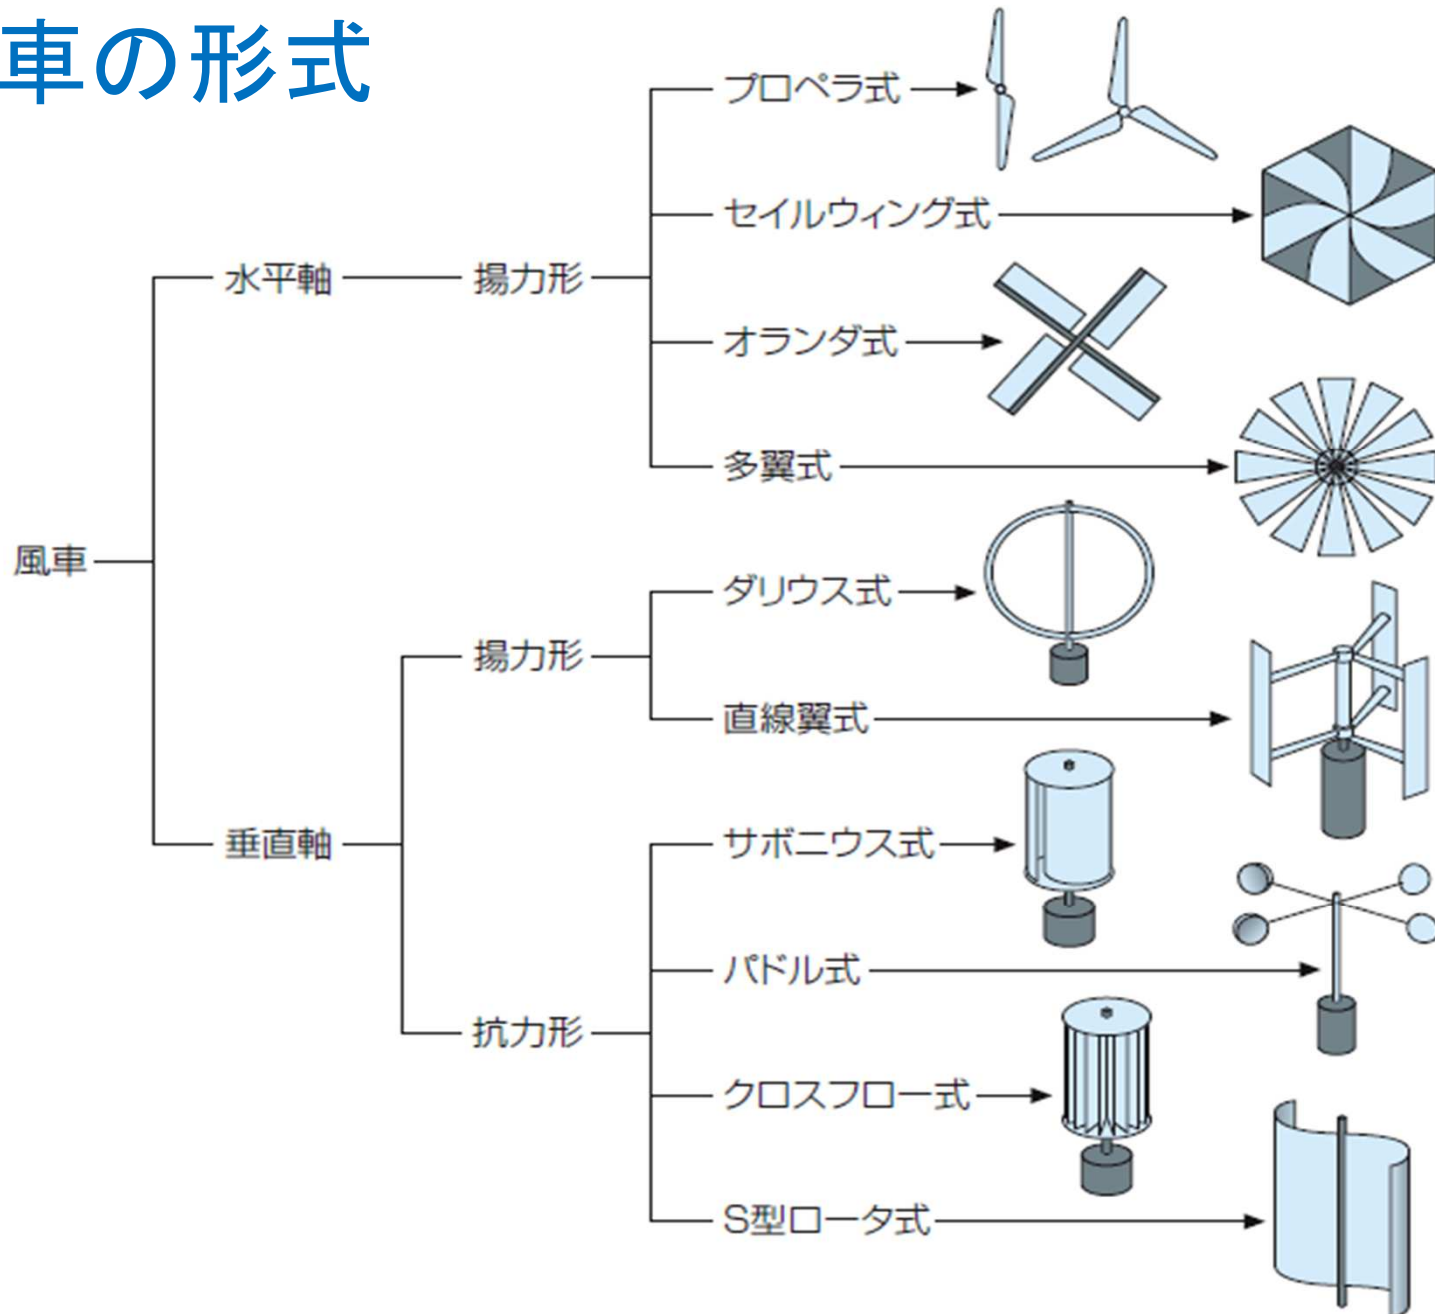 車の形式
プロペラ式
セイルウィング式
水平軸
揚力形
オランダ式
多翼式
風車
ダリウス式
揚力形
直線翼式
垂直軸
サボニウス式
パドル式
抗力形
クロスフロー式
S型ロータ式